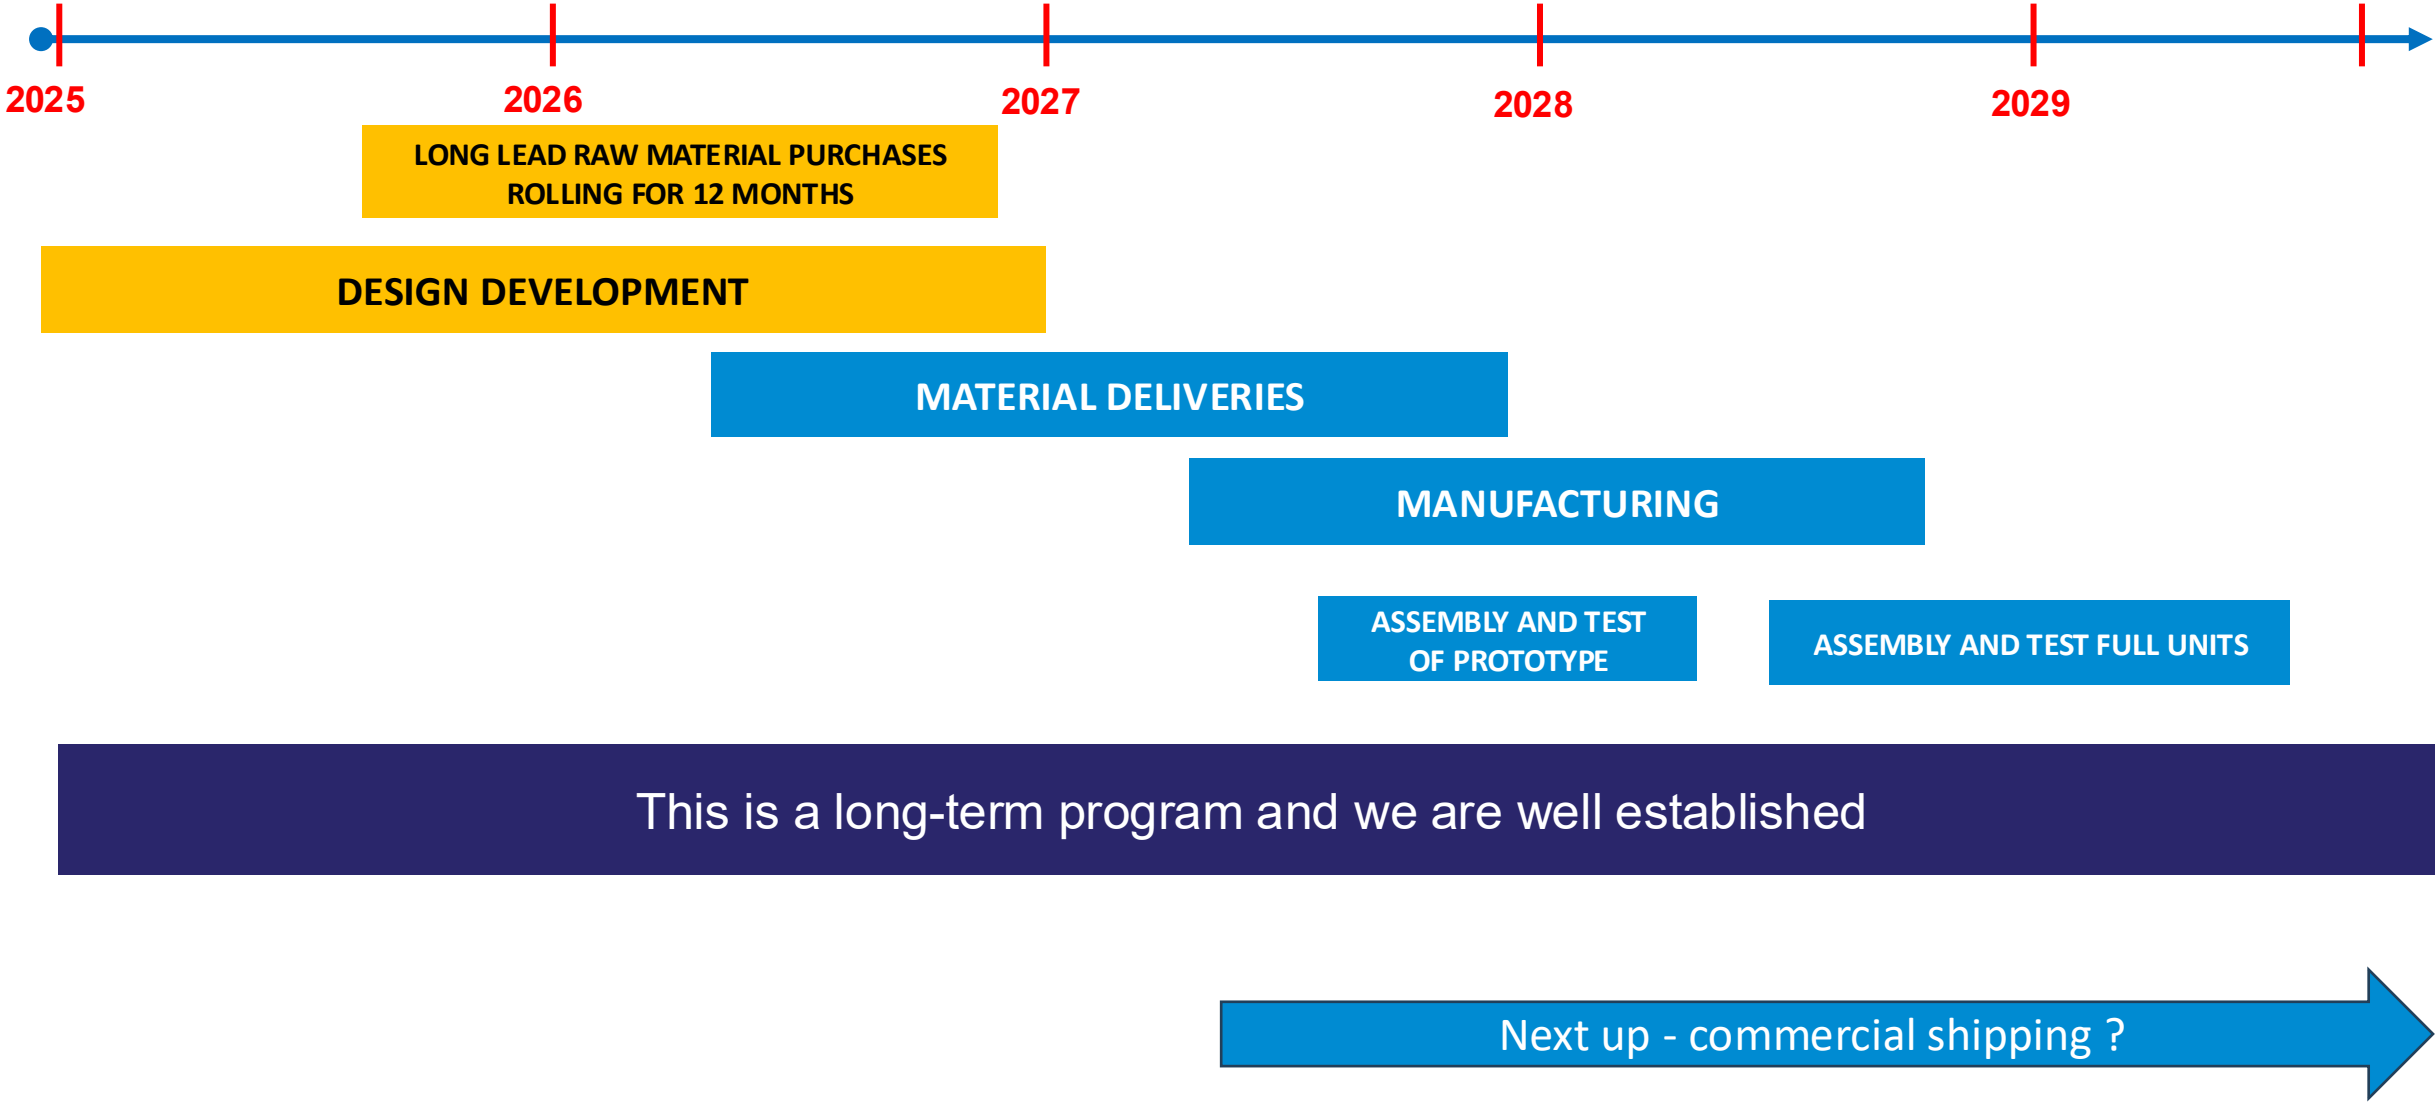 2025
2026
2027
2028
2029
LONG LEAD RAW MATERIAL PURCHASES
ROLLING FOR 12 MONTHS
DESIGN DEVELOPMENT
MATERIAL DELIVERIES
MANUFACTURING
ASSEMBLY AND TEST
OF PROTOTYPE
ASSEMBLY AND TEST FULL UNITS
This is a long-term program and we are well established
Next up - commercial shipping ?